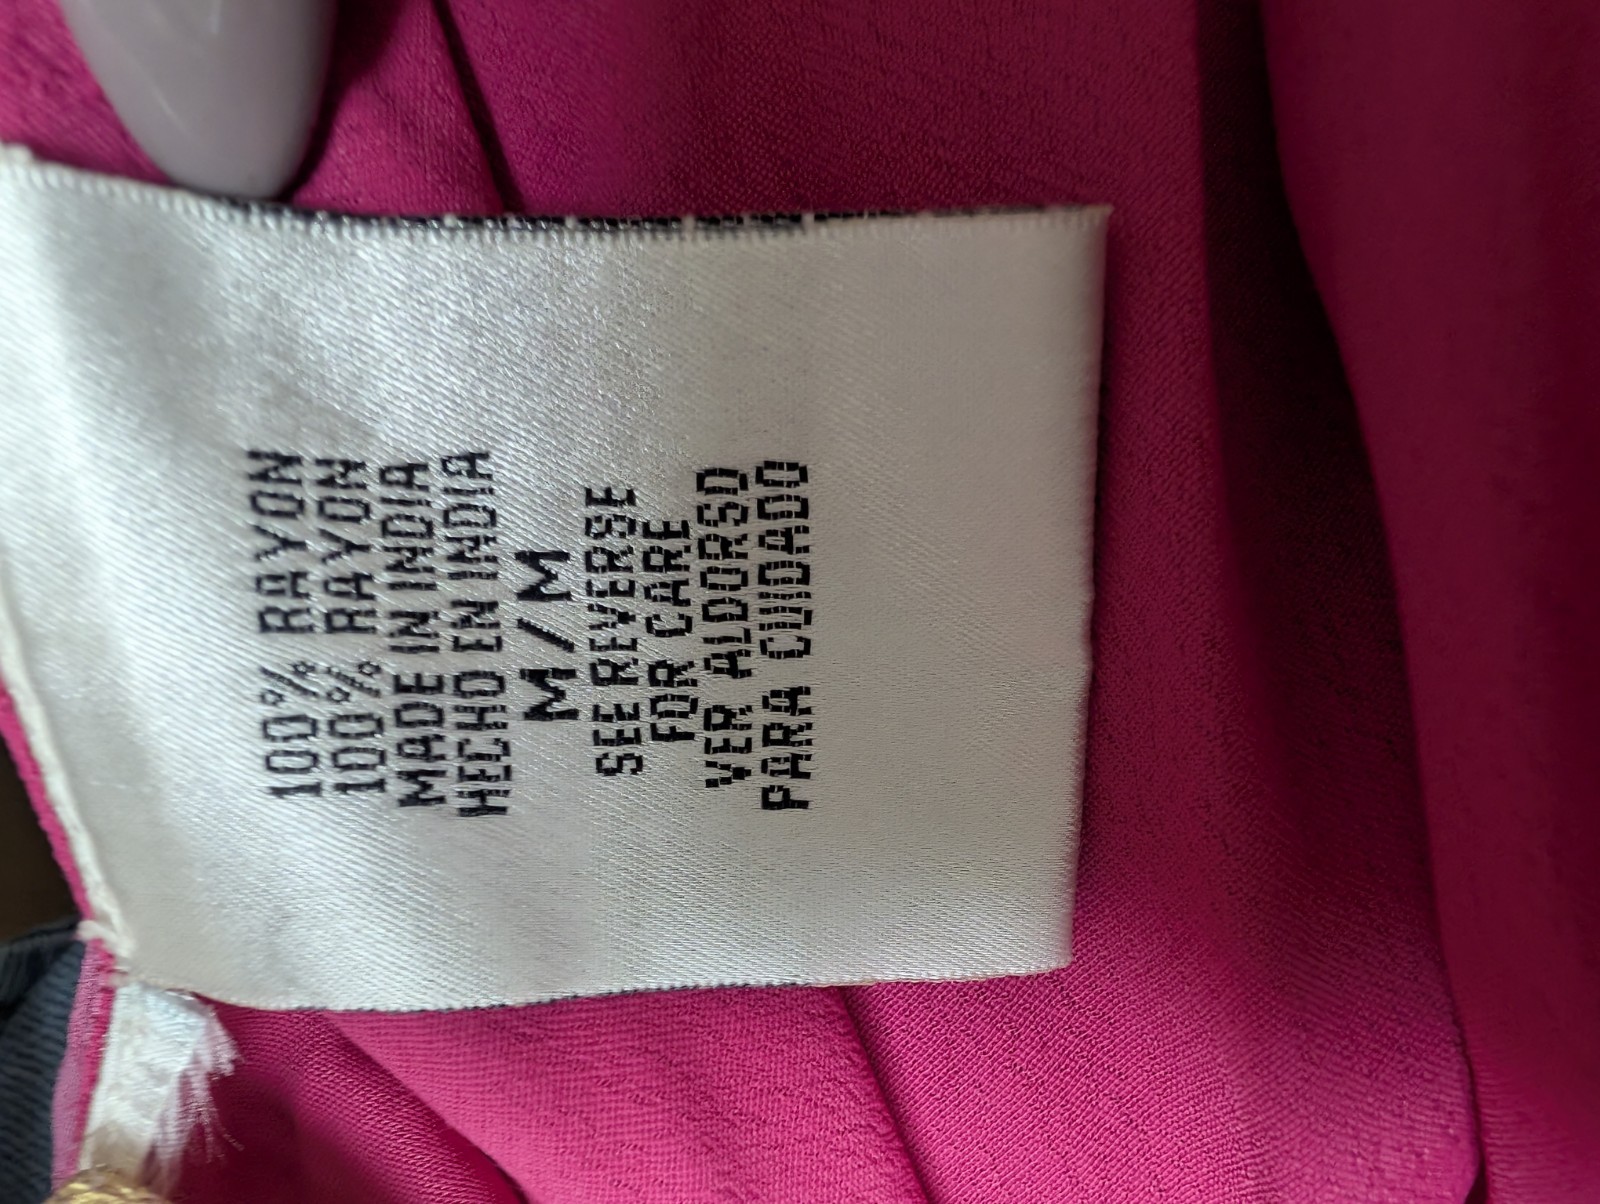 100% RAYON
100% RAYON
MADE IN INDIA
HECHO EN INDIA
M/M
SEE REVERSE
FOR CARE
VER ALDORSO
PARA CUIDADO